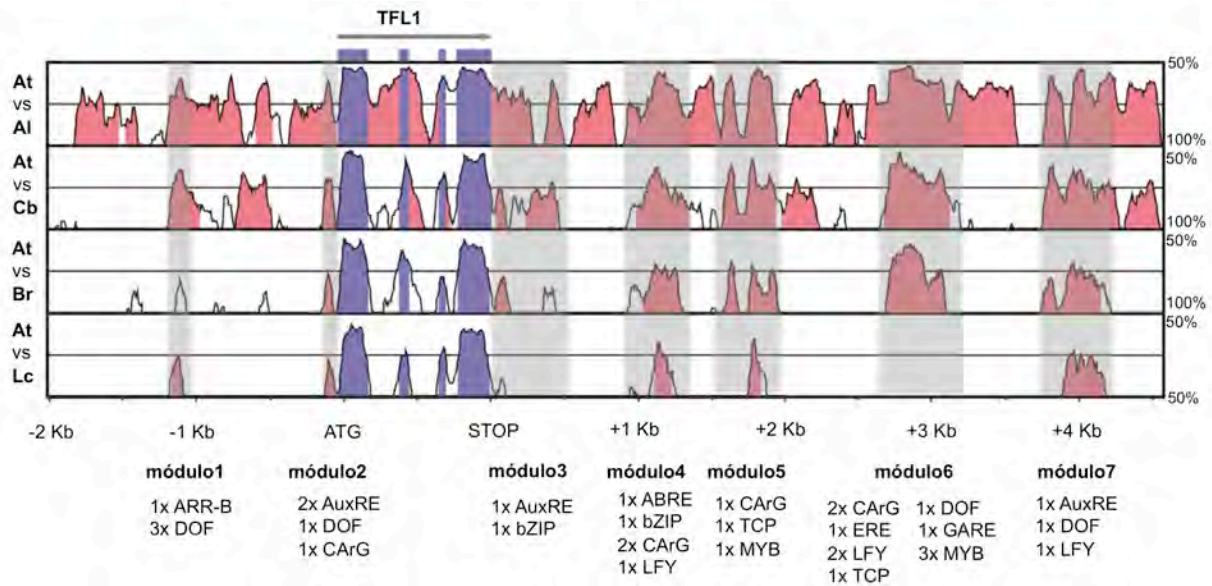 TFL1
At
vs
Al
50%
100%
At
vs
Cb
50%
100%
At
vs
Br
50%
100%
At
vs
Lc
50%
50%
-2 Kb -1 Kb ATG STOP +1 Kb +2 Kb +3 Kb +4 Kb
módulo1
1x ARR-B
3x DOF
módulo2
2x AuxRE
1x DOF
1x CArG
módulo3
1x AuxRE
1x bZIP
módulo4
1x ABRE
1x bZIP
2x CArG
1x LFY
módulo5
1x CArG
1x TCP
1x MYB
módulo6
2x CArG 1x DOF
1x ERE 1x GARE
2x LFY 3x MYB
1x TCP
módulo7
1x AuxRE
1x DOF
1x LFY